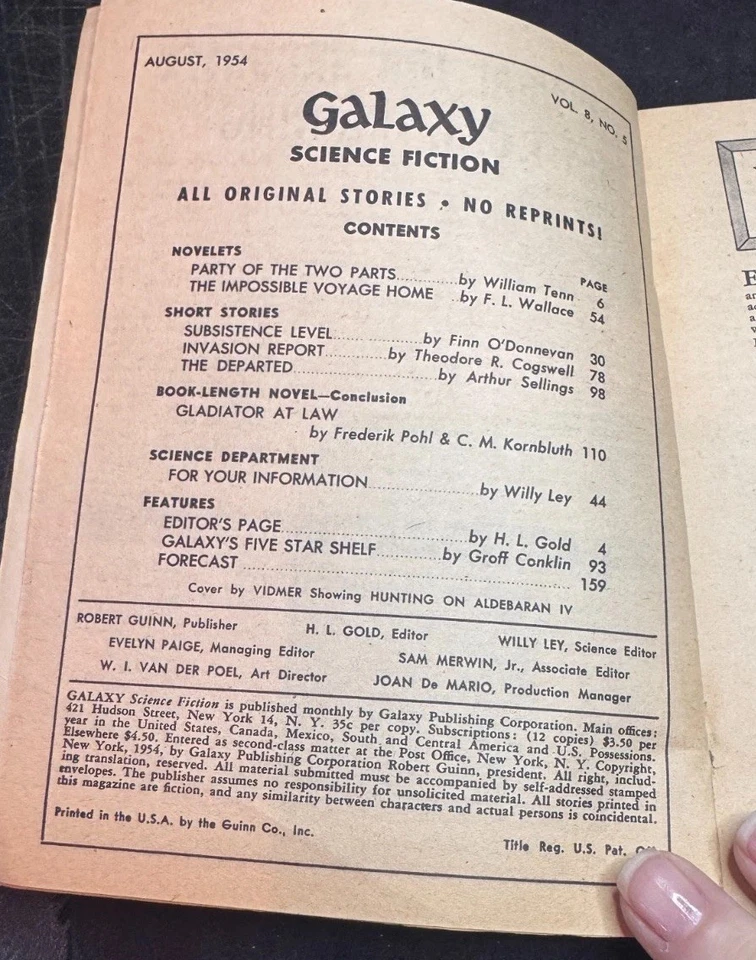 AUGUST, 1954
VOL. 8, NO. 5
Galaxy
SCIENCE FICTION
ALL ORIGINAL STORIES • NO REPRINTS!
CONTENTS
NOVELETS
PAGE
PARTY OF THE TWO PARTS..............by William Tenn 6
THE IMPOSSIBLE VOYAGE HOME by F. L. Wallace 54
SHORT STORIES
SUBSISTENCE LEVEL..................by Finn O'Donnevan 30
INVASION REPORT.............by Theodore R. Cogswell 78
THE DEPARTED.............................by Arthur Sellings 98
BOOK-LENGTH NOVEL—Conclusion
GLADIATOR AT LAW
by Frederik Pohl & C. M. Kornbluth 110
SCIENCE DEPARTMENT
FOR YOUR INFORMATION......................by Willy Ley 44
FEATURES
EDITOR'S PAGE.....................................by H. L. Gold 4
GALAXY'S FIVE STAR SHELF.............by Groff Conklin 93
FORECAST ................................................................ 159
Cover by VIDMER Showing HUNTING ON ALDEBARAN IV
ROBERT GUINN, Publisher H. L. GOLD, Editor WILLY LEY, Science Editor
EVELYN PAIGE, Managing Editor SAM MERWIN, Jr., Associate Editor
W. I. VAN DER POEL, Art Director JOAN De MARIO, Production Manager
GALAXY Science Fiction is published monthly by Galaxy Publishing Corporation. Main offices:
421 Hudson Street, New York 14, N. Y. 35c per copy. Subscriptions: (12 copies) $3.50 per
year in the United States, Canada, Mexico, South and Central America and U.S. Possessions.
Elsewhere $4.50. Entered as second-class matter at the Post Office, New York, N. Y. Copyright,
New York, 1954, by Galaxy Publishing Corporation Robert Guinn, president. All right, includ-
ing translation, reserved. All material submitted must be accompanied by self-addressed stamped
envelopes. The publisher assumes no responsibility for unsolicited material. All stories printed in
this magazine are fiction, and any similarity between characters and actual persons is coincidental.
Printed in the U.S.A. by the Guinn Co., Inc.
Title Reg. U.S. Pat.